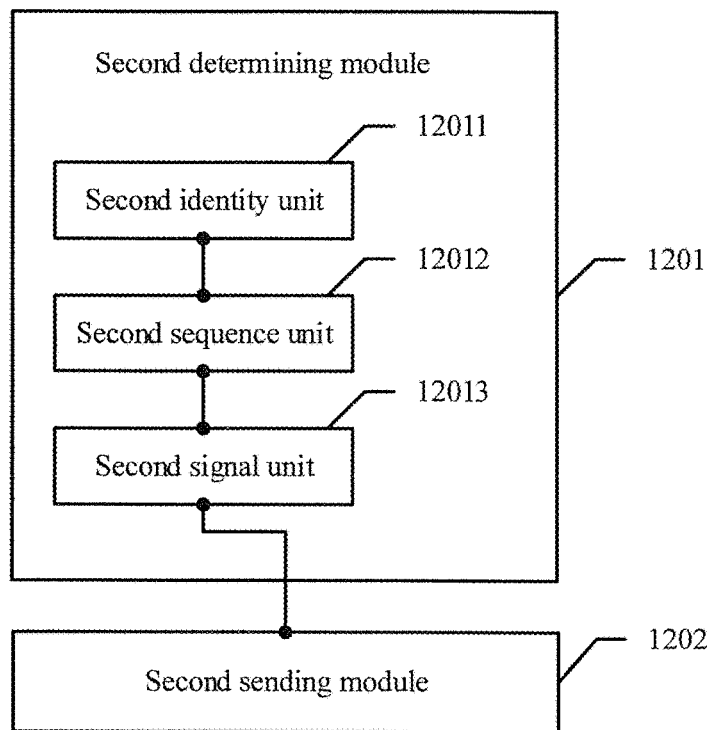 Second determining module
12011
Second identity unit
12012
1201
Second sequence unit
12013
Second signal unit
1202
Second sending module